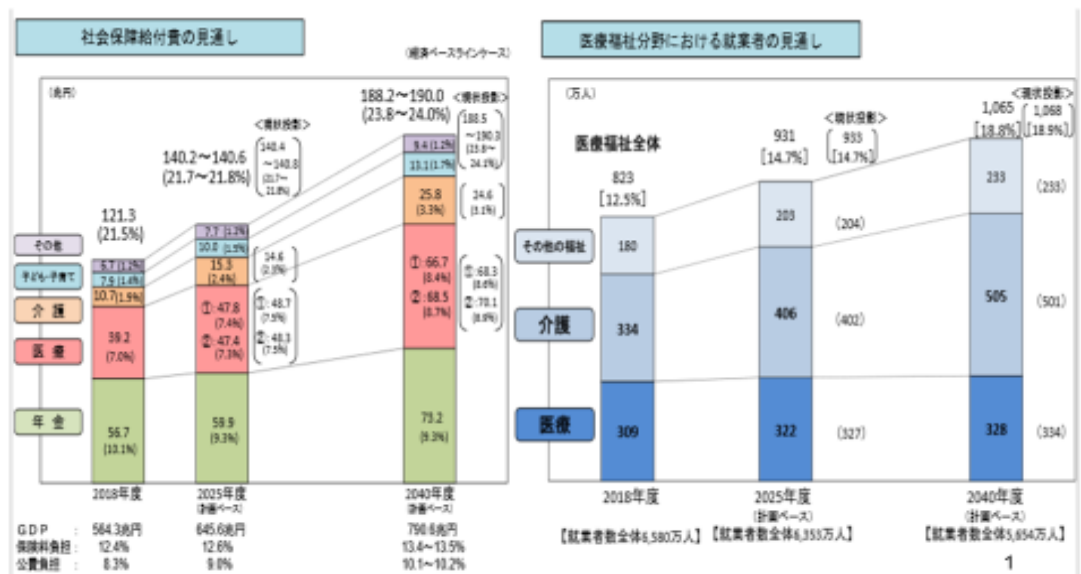 社会保障給付費の見通し
(経済ベースラインケース)
(兆円)
188.2～190.0
(23.8～24.0%)
<現状投影>
188.5
～190.3
(23.8～
24.1%)
140.2～140.6
(21.7～21.8%)
<現状投影>
140.4
～140.8
(21.7～
21.8%)
121.3
(21.5%)
その他
子ども・子育て
介護
医療
年金
6.7 (1.2%)
7.9 (1.4%)
10.7 (1.9%)
39.2
(7.0%)
56.7
(10.1%)
7.7 (1.2%)
10.0 (1.5%)
15.3
(2.4%)
14.6
①:47.8
(7.4%)
②:47.4
(7.3%)
①:48.7
(7.5%)
②:48.3
(7.5%)
59.9
(9.3%)
9.4 (1.2%)
13.1 (1.7%)
25.8
(3.3%)
24.6
(3.1%)
①:66.7
(8.4%)
②:68.5
(8.7%)
①:68.3
(8.6%)
②:70.1
(8.9%)
73.2
(9.3%)
2018年度
2025年度
(計画ベース)
2040年度
(計画ベース)
GDP : 564.3兆円 645.6兆円 790.6兆円
保険料負担: 12.4% 12.6% 13.4～13.5%
公費負担 : 8.3% 9.0% 10.1～10.2%
医療福祉分野における就業者の見通し
(万人)
医療福祉全体
823
[12.5%]
931
[14.7%]
<現状投影>
933
[14.7%]
1,065
[18.8%]
<現状投影>
1,068
[18.9%]
その他の福祉
介護
医療
180
334
309
203
(204)
406
(402)
322
(327)
233
(233)
505
(501)
328
(334)
2018年度
2025年度
(計画ベース)
2040年度
(計画ベース)
【就業者数全体6,580万人】
【就業者数全体6,353万人】
【就業者数全体5,654万人】
1